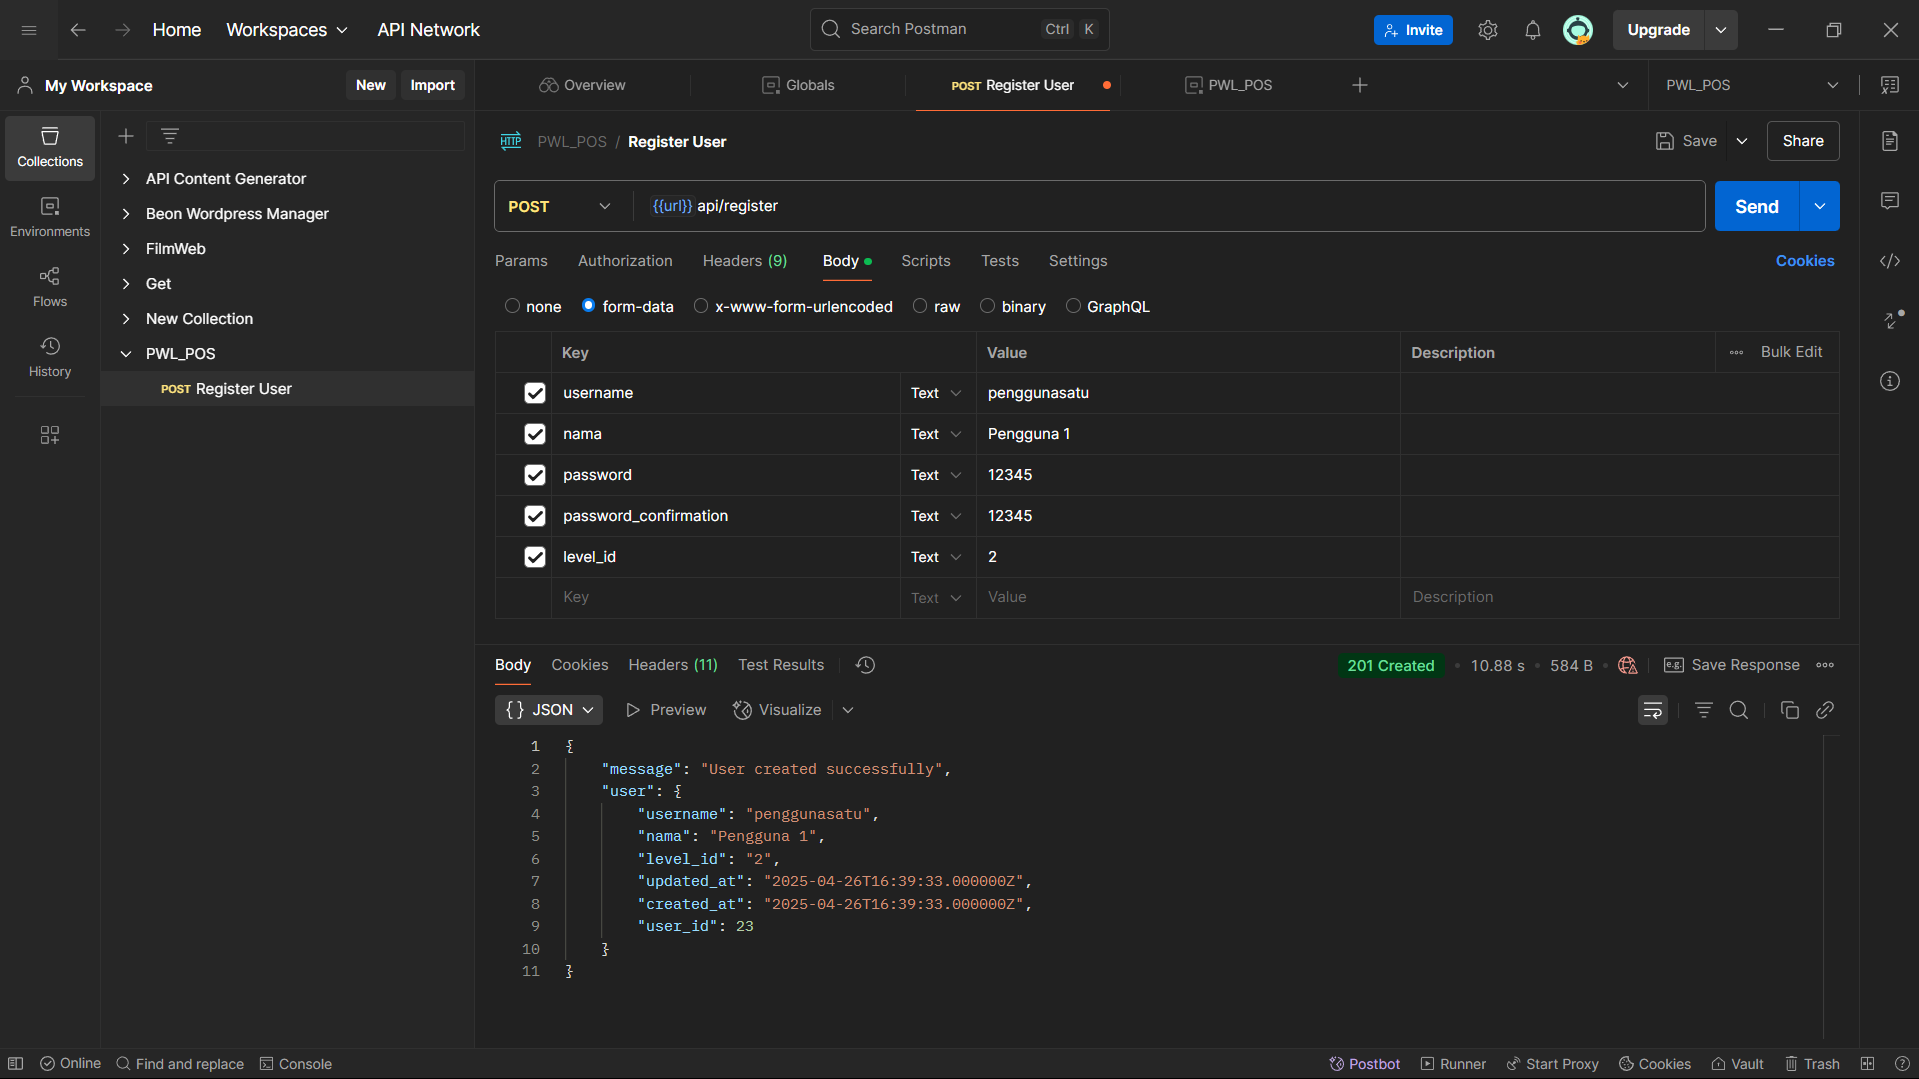 Home Workspaces API Network Search Postman Ctrl K Invite Upgrade
My Workspace New Import Overview Globals POST Register User PWL_POS PWL_POS
Collections
Environments
Flows
History
API Content Generator
Beon Wordpress Manager
FilmWeb
Get
New Collection
PWL_POS
POST Register User
HTTP PWL_POS / Register User Save Share
POST {{url}} api/register Send
Params Authorization Headers (9) Body Scripts Tests Settings Cookies
none form-data x-www-form-urlencoded raw binary GraphQL
Key Value Description Bulk Edit
username Text penggunasatu
nama Text Pengguna 1
password Text 12345
password_confirmation Text 12345
level_id Text 2
Key Text Value Description
Body Cookies Headers (11) Test Results 201 Created • 10.88 s • 584 B • e.g. Save Response
{} JSON Preview Visualize
1 {
2 "message": "User created successfully",
3 "user": {
4 "username": "penggunasatu",
5 "nama": "Pengguna 1",
6 "level_id": "2",
7 "updated_at": "2025-04-26T16:39:33.000000Z",
8 "created_at": "2025-04-26T16:39:33.000000Z",
9 "user_id": 23
10 }
11 }
Online Find and replace Console Postbot Runner Start Proxy Cookies Vault Trash